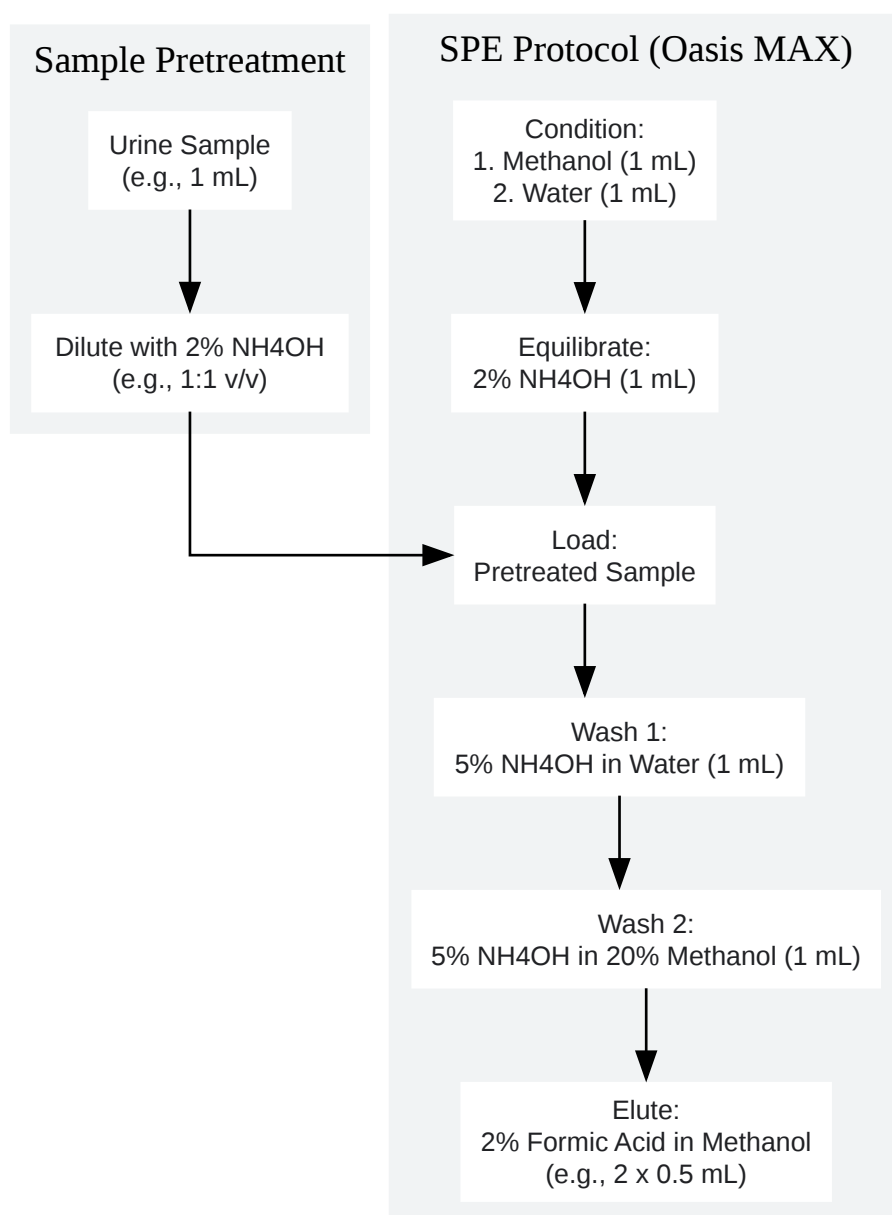 Sample Pretreatment
Urine Sample
(e.g., 1 mL)
Dilute with 2% NH4OH
(e.g., 1:1 v/v)
SPE Protocol (Oasis MAX)
Condition:
1. Methanol (1 mL)
2. Water (1 mL)
Equilibrate:
2% NH4OH (1 mL)
Load:
Pretreated Sample
Wash 1:
5% NH4OH in Water (1 mL)
Wash 2:
5% NH4OH in 20% Methanol (1 mL)
Elute:
2% Formic Acid in Methanol
(e.g., 2 x 0.5 mL)